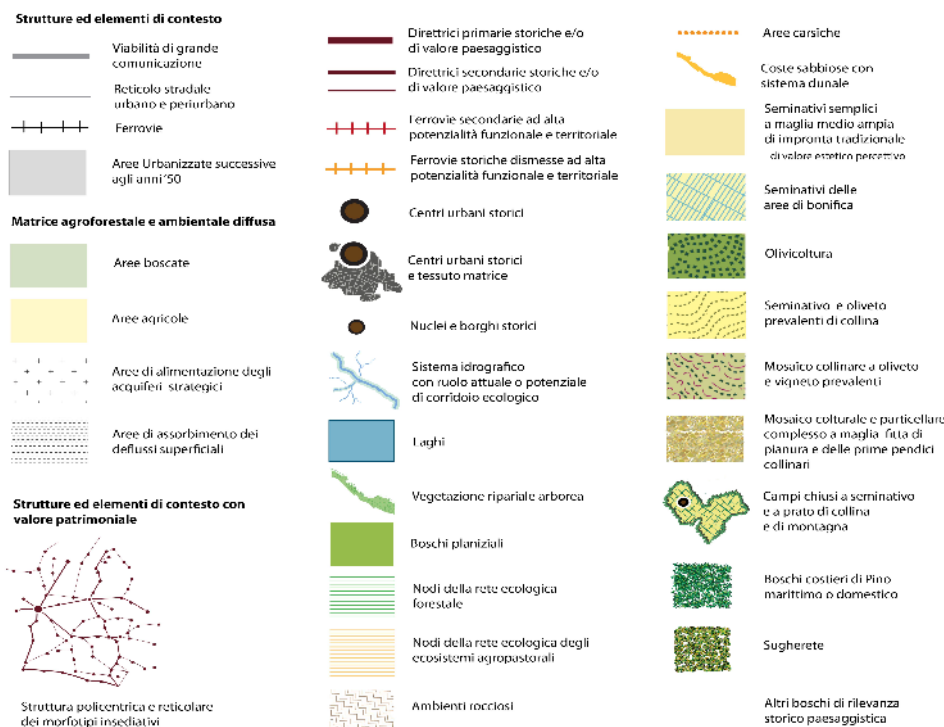 Strutture ed elementi di contesto
Viabilità di grande
comunicazione
Reticolo stradale
urbano e periurbano
Ferrovie
Aree Urbanizzate successive
agli anni'50
Matrice agroforestale e ambientale diffusa
Aree boscate
Aree agricole
Aree di alimentazione degli
acquiferi strategici
Aree di assorbimento dei
deflussi superficiali
Strutture ed elementi di contesto con
valore patrimoniale
Struttura policentrica e reticolare
dei morfotipi insediativi
Direttrici primarie storiche e/o
di valore paesaggistico
Direttrici secondarie storiche e/o
di valore paesaggistico
Ferrovie secondarie ad alta
potenzialità funzionale e territoriale
Ferrovie storiche dismesse ad alta
potenzialità funzionale e territoriale
Centri urbani storici
Centri urbani storici
e tessuto matrice
Nuclei e borghi storici
Sistema idrografico
con ruolo attuale o potenziale
di corridoio ecologico
Laghi
Vegetazione ripariale arborea
Boschi planiziali
Nodi della rete ecologica
forestale
Nodi della rete ecologica degli
ecosistemi agropastorali
Ambienti rocciosi
Aree carsiche
Coste sabbiose con
sistema dunale
Seminativi semplici
a maglia medio ampia
di impronta tradizionale
di valore estetico percettivo
Seminativi delle
aree di bonifica
Olivicoltura
Seminativo e oliveto
prevalenti di collina
Mosaico collinare a oliveto
e vigneto prevalenti
Mosaico colturale e particellare
complesso a maglia fitta di
pianura e delle prime pendici
collinari
Campi chiusi a seminativo
e a prato di collina
e di montagna
Boschi costieri di Pino
marittimo o domestico
Sugherete
Altri boschi di rilevanza
storico paesaggistica